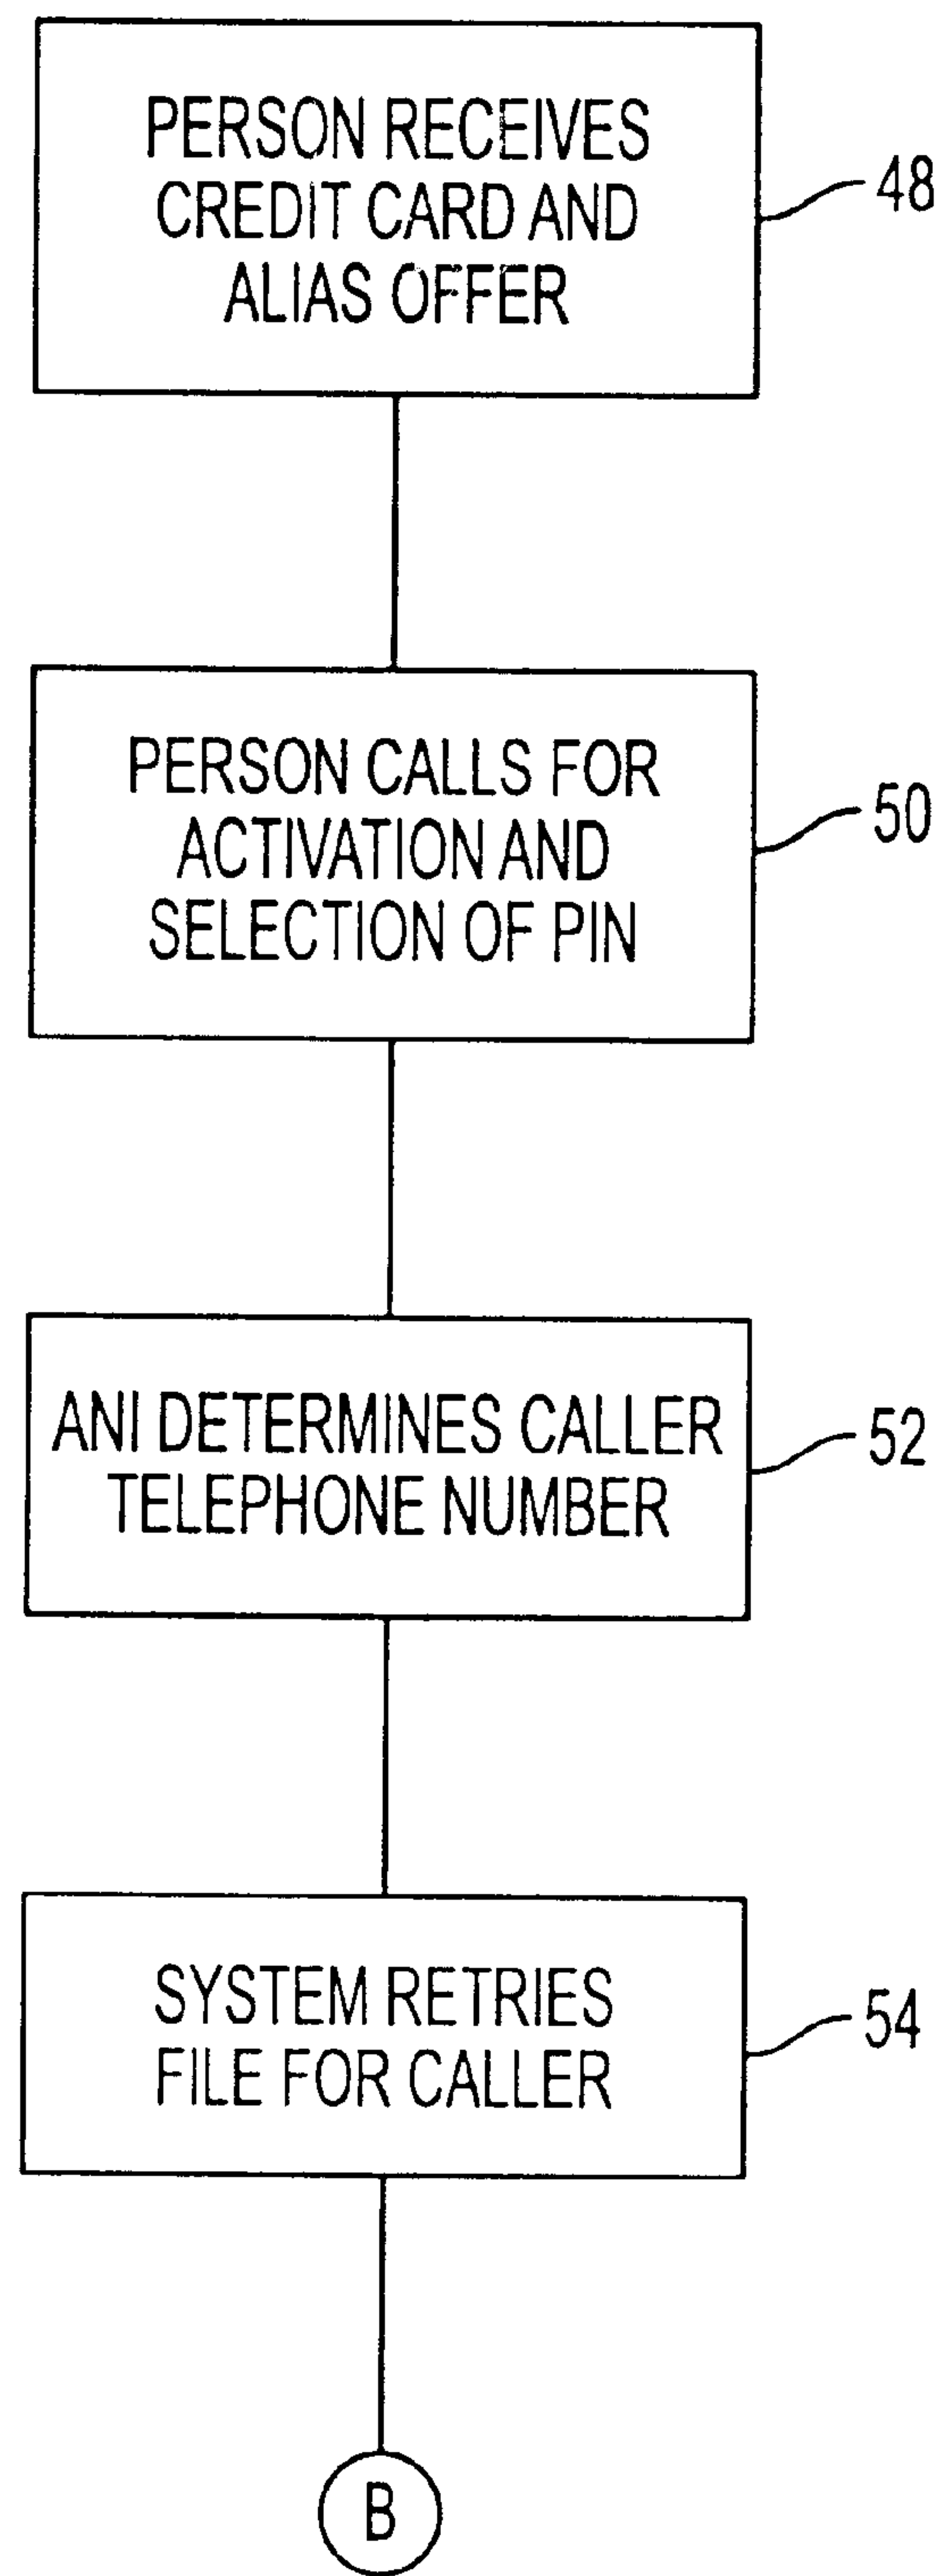 PERSON RECEIVES
CREDIT CARD AND
ALIAS OFFER
48
PERSON CALLS FOR
ACTIVATION AND
SELECTION OF PIN
50
ANI DETERMINES CALLER
TELEPHONE NUMBER
52
SYSTEM RETRIES
FILE FOR CALLER
54
B